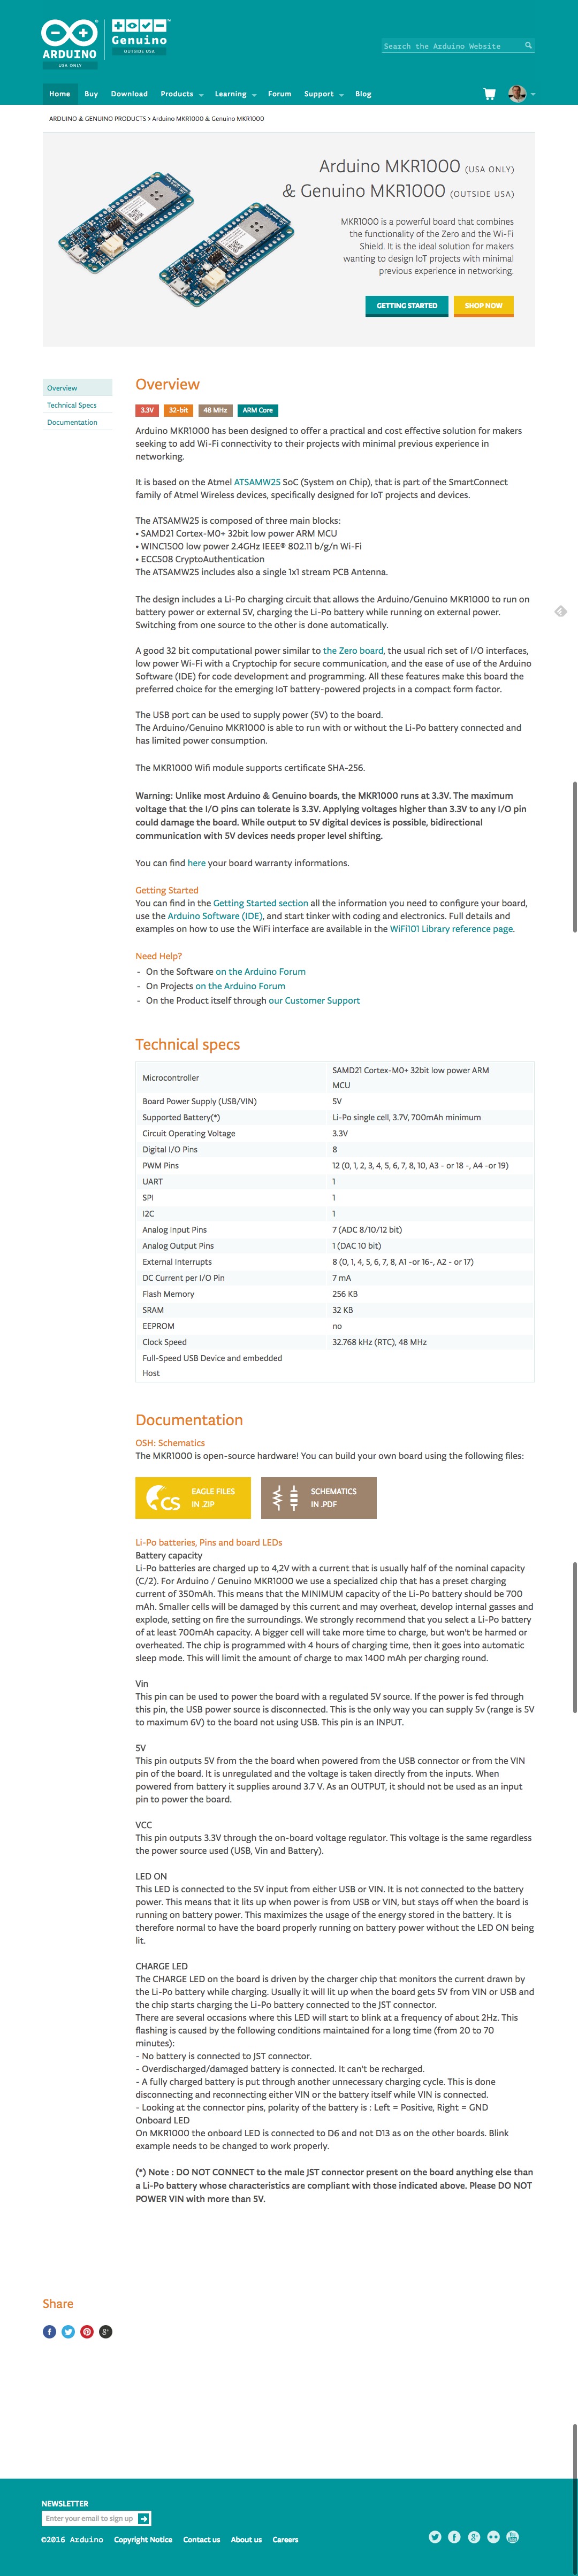 ARDUINO
USA ONLY
Genuino
OUTSIDE USA
Search the Arduino Website
Home Buy Download Products Learning Forum Support Blog
ARDUINO & GENUINO PRODUCTS > Arduino MKR1000 & Genuino MKR1000
Arduino MKR1000 (USA ONLY)
& Genuino MKR1000 (OUTSIDE USA)
MKR1000 is a powerful board that combines
the functionality of the Zero and the Wi-Fi
Shield. It is the ideal solution for makers
wanting to design IoT projects with minimal
previous experience in networking.
GETTING STARTED SHOP NOW
Overview
Technical Specs
Documentation
Overview
3.3V 32-bit 48 MHz ARM Core
Arduino MKR1000 has been designed to offer a practical and cost effective solution for makers
seeking to add Wi-Fi connectivity to their projects with minimal previous experience in
networking.
It is based on the Atmel ATSAMW25 SoC (System on Chip), that is part of the SmartConnect
family of Atmel Wireless devices, specifically designed for IoT projects and devices.
The ATSAMW25 is composed of three main blocks:
• SAMD21 Cortex-M0+ 32bit low power ARM MCU
• WINC1500 low power 2.4GHz IEEE® 802.11 b/g/n Wi-Fi
• ECC508 CryptoAuthentication
The ATSAMW25 includes also a single 1x1 stream PCB Antenna.
The design includes a Li-Po charging circuit that allows the Arduino/Genuino MKR1000 to run on
battery power or external 5V, charging the Li-Po battery while running on external power.
Switching from one source to the other is done automatically.
A good 32 bit computational power similar to the Zero board, the usual rich set of I/O interfaces,
low power Wi-Fi with a Cryptochip for secure communication, and the ease of use of the Arduino
Software (IDE) for code development and programming. All these features make this board the
preferred choice for the emerging IoT battery-powered projects in a compact form factor.
The USB port can be used to supply power (5V) to the board.
The Arduino/Genuino MKR1000 is able to run with or without the Li-Po battery connected and
has limited power consumption.
The MKR1000 Wifi module supports certificate SHA-256.
Warning: Unlike most Arduino & Genuino boards, the MKR1000 runs at 3.3V. The maximum
voltage that the I/O pins can tolerate is 3.3V. Applying voltages higher than 3.3V to any I/O pin
could damage the board. While output to 5V digital devices is possible, bidirectional
communication with 5V devices needs proper level shifting.
You can find here your board warranty informations.
Getting Started
You can find in the Getting Started section all the information you need to configure your board,
use the Arduino Software (IDE), and start tinker with coding and electronics. Full details and
examples on how to use the WiFi interface are available in the WiFi101 Library reference page.
Need Help?
- On the Software on the Arduino Forum
- On Projects on the Arduino Forum
- On the Product itself through our Customer Support
Technical specs
Microcontroller SAMD21 Cortex-M0+ 32bit low power ARM
MCU
Board Power Supply (USB/VIN) 5V
Supported Battery(*) Li-Po single cell, 3.7V, 700mAh minimum
Circuit Operating Voltage 3.3V
Digital I/O Pins 8
PWM Pins 12 (0, 1, 2, 3, 4, 5, 6, 7, 8, 10, A3 - or 18 -, A4 -or 19)
UART 1
SPI 1
I2C 1
Analog Input Pins 7 (ADC 8/10/12 bit)
Analog Output Pins 1 (DAC 10 bit)
External Interrupts 8 (0, 1, 4, 5, 6, 7, 8, A1 -or 16-, A2 - or 17)
DC Current per I/O Pin 7 mA
Flash Memory 256 KB
SRAM 32 KB
EEPROM no
Clock Speed 32.768 kHz (RTC), 48 MHz
Full-Speed USB Device and embedded
Host
Documentation
OSH: Schematics
The MKR1000 is open-source hardware! You can build your own board using the following files:
CS EAGLE FILES
IN .ZIP
SCHEMATICS
IN .PDF
Li-Po batteries, Pins and board LEDs
Battery capacity
Li-Po batteries are charged up to 4,2V with a current that is usually half of the nominal capacity
(C/2). For Arduino / Genuino MKR1000 we use a specialized chip that has a preset charging
current of 350mAh. This means that the MINIMUM capacity of the Li-Po battery should be 700
mAh. Smaller cells will be damaged by this current and may overheat, develop internal gasses and
explode, setting on fire the surroundings. We strongly recommend that you select a Li-Po battery
of at least 700mAh capacity. A bigger cell will take more time to charge, but won't be harmed or
overheated. The chip is programmed with 4 hours of charging time, then it goes into automatic
sleep mode. This will limit the amount of charge to max 1400 mAh per charging round.
Vin
This pin can be used to power the board with a regulated 5V source. If the power is fed through
this pin, the USB power source is disconnected. This is the only way you can supply 5v (range is 5V
to maximum 6V) to the board not using USB. This pin is an INPUT.
5V
This pin outputs 5V from the the board when powered from the USB connector or from the VIN
pin of the board. It is unregulated and the voltage is taken directly from the inputs. When
powered from battery it supplies around 3.7 V. As an OUTPUT, it should not be used as an input
pin to power the board.
VCC
This pin outputs 3.3V through the on-board voltage regulator. This voltage is the same regardless
the power source used (USB, Vin and Battery).
LED ON
This LED is connected to the 5V input from either USB or VIN. It is not connected to the battery
power. This means that it lits up when power is from USB or VIN, but stays off when the board is
running on battery power. This maximizes the usage of the energy stored in the battery. It is
therefore normal to have the board properly running on battery power without the LED ON being
lit.
CHARGE LED
The CHARGE LED on the board is driven by the charger chip that monitors the current drawn by
the Li-Po battery while charging. Usually it will lit up when the board gets 5V from VIN or USB and
the chip starts charging the Li-Po battery connected to the JST connector.
There are several occasions where this LED will start to blink at a frequency of about 2Hz. This
flashing is caused by the following conditions maintained for a long time (from 20 to 70
minutes):
- No battery is connected to JST connector.
- Overdischarged/damaged battery is connected. It can't be recharged.
- A fully charged battery is put through another unnecessary charging cycle. This is done
disconnecting and reconnecting either VIN or the battery itself while VIN is connected.
- Looking at the connector pins, polarity of the battery is : Left = Positive, Right = GND
Onboard LED
On MKR1000 the onboard LED is connected to D6 and not D13 as on the other boards. Blink
example needs to be changed to work properly.
(*) Note : DO NOT CONNECT to the male JST connector present on the board anything else than
a Li-Po battery whose characteristics are compliant with those indicated above. Please DO NOT
POWER VIN with more than 5V.
Share
NEWSLETTER
Enter your email to sign up
©2016 Arduino Copyright Notice Contact us About us Careers